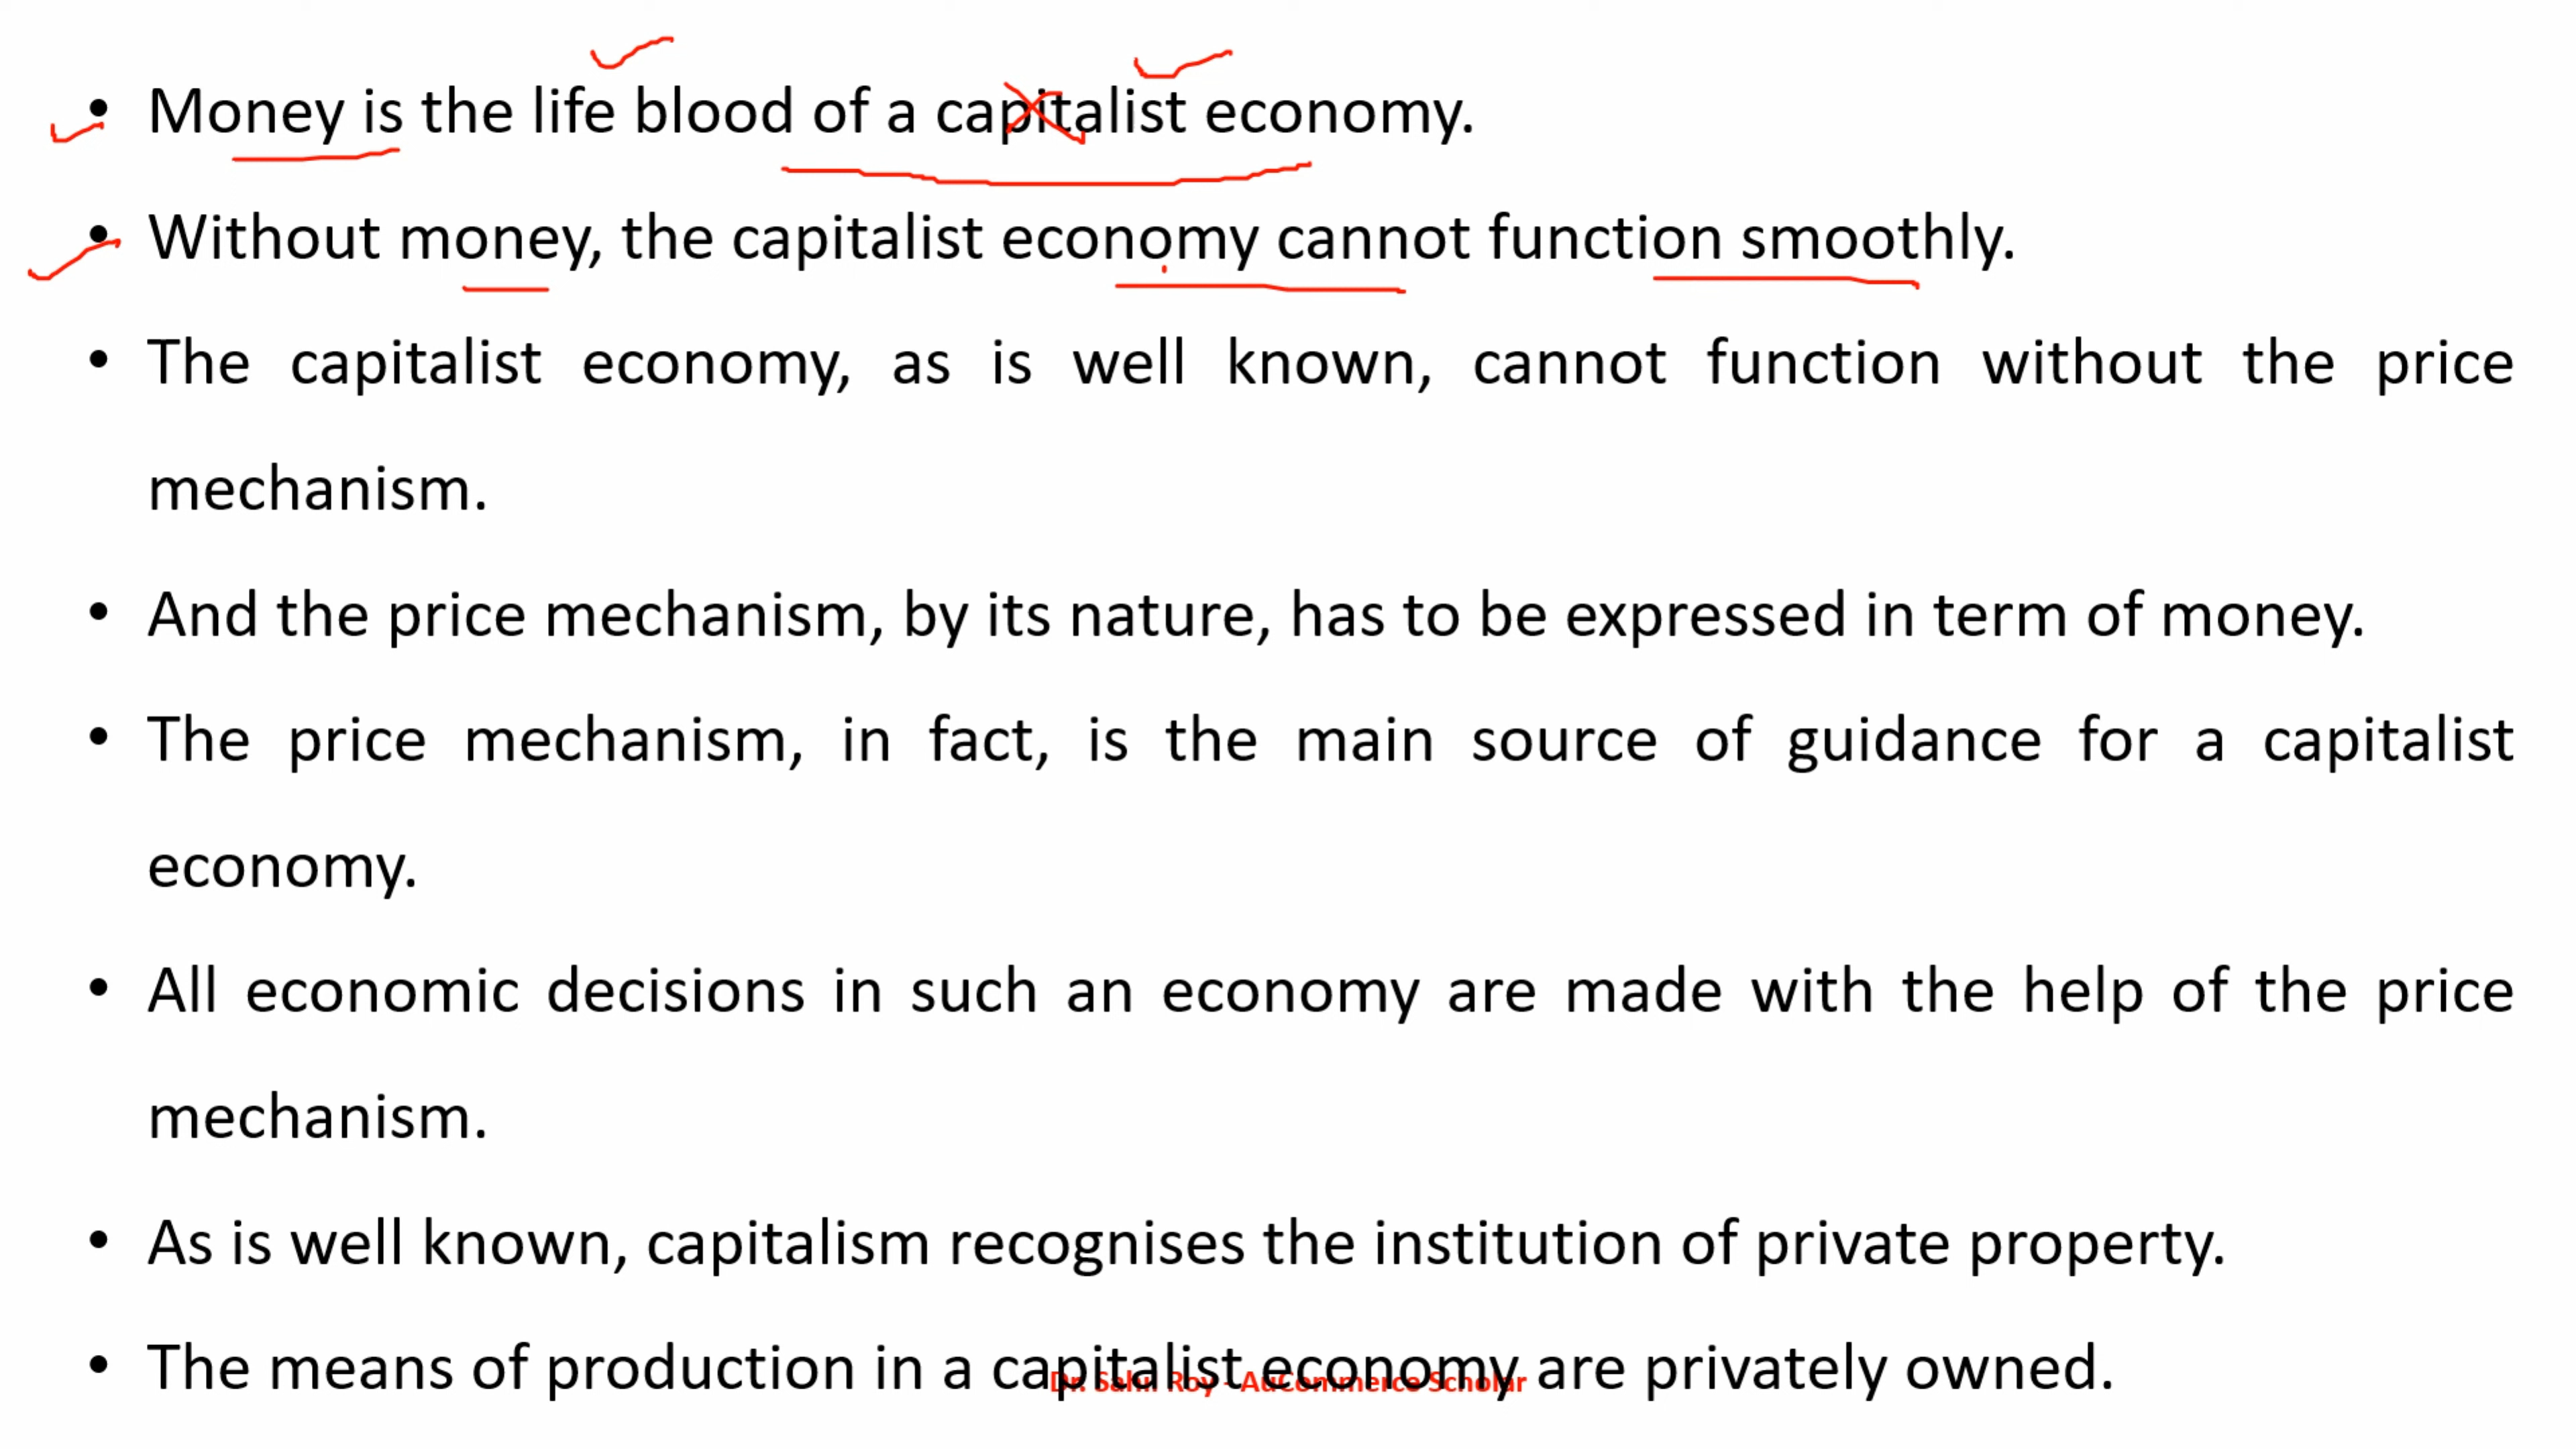 • Money is the life blood of a capitalist economy.
• Without money, the capitalist economy cannot function smoothly.
• The capitalist economy, as is well known, cannot function without the price
mechanism.
• And the price mechanism, by its nature, has to be expressed in term of money.
• The price mechanism, in fact, is the main source of guidance for a capitalist
economy.
• All economic decisions in such an economy are made with the help of the price
mechanism.
• As is well known, capitalism recognises the institution of private property.
• The means of production in a capitalist economy are privately owned.
Dr. Sahil Roy - AuCommerce Scholar